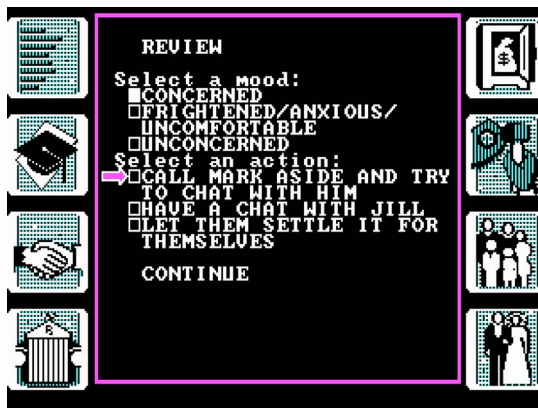 REVIEW
Select a mood:
CONCERNED
FRIGHTENED/ANXIOUS/
UNCOMFORTABLE
UNCONCERNED
Select an action:
CALL MARK ASIDE AND TRY
TO CHAT WITH HIM
HAVE A CHAT WITH JILL
LET THEM SETTLE IT FOR
THEMSELVES
CONTINUE
$
R